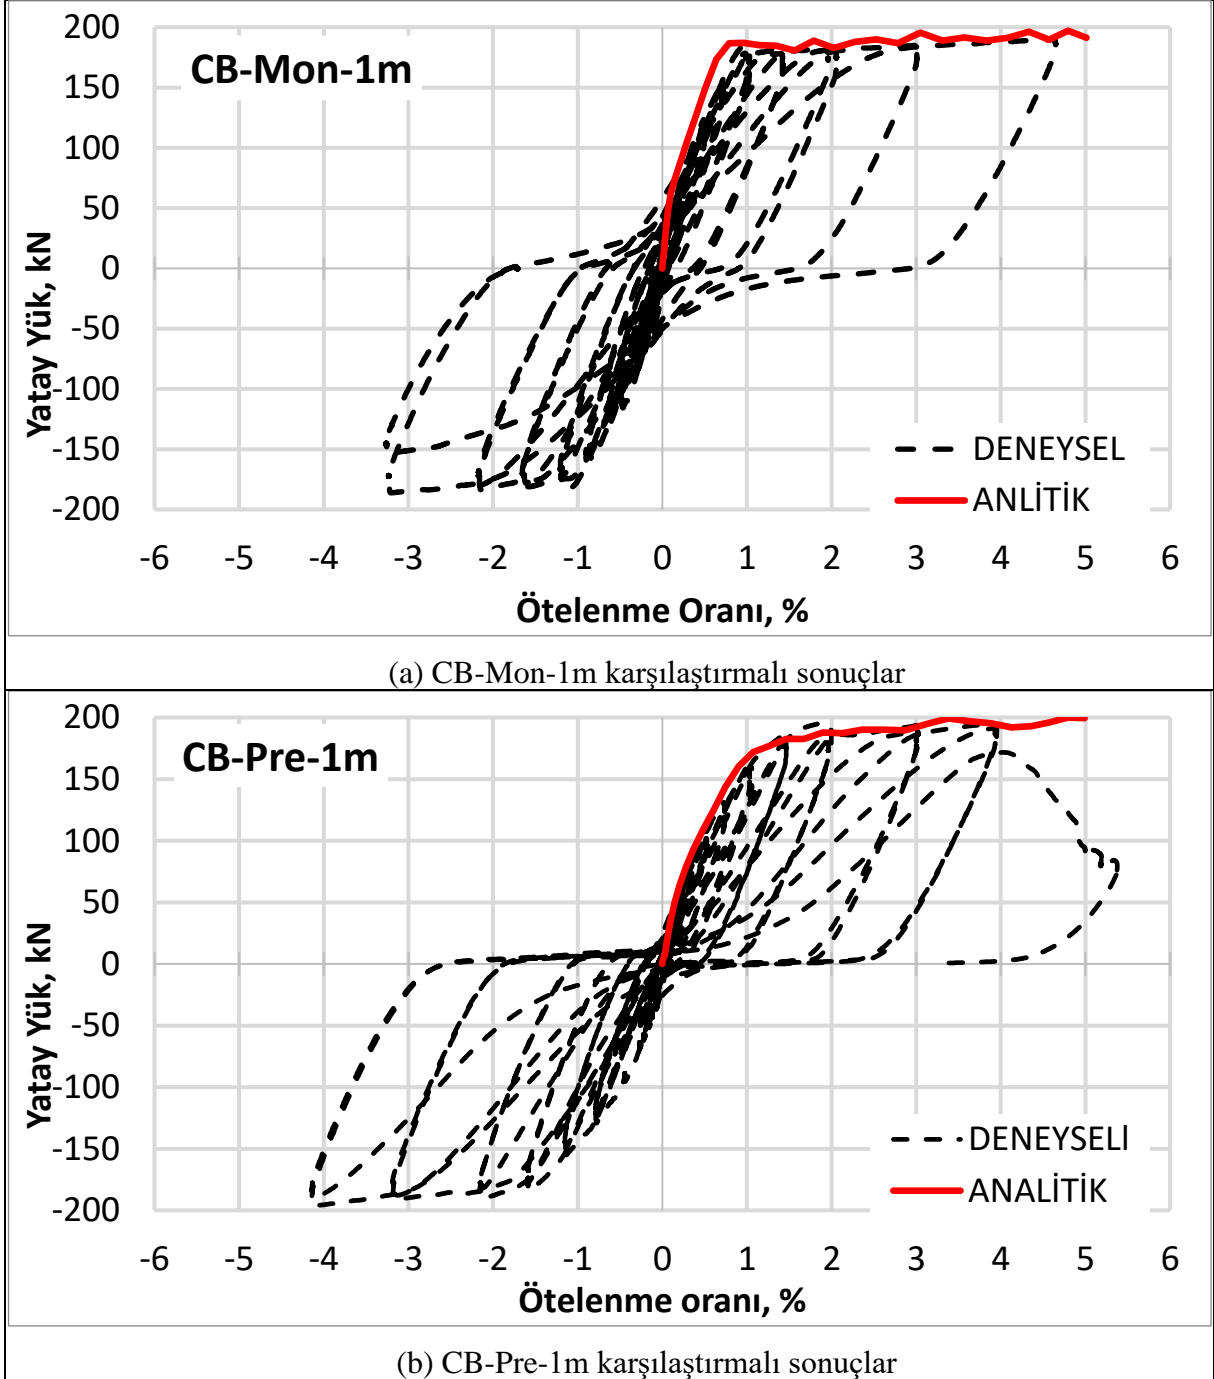 200
150
100
50
0
-50
-100
-150
-200
Yatay Yük, kN
CB-Mon-1m
DENEYSEL
ANLİTİK
-6 -5 -4 -3 -2 -1 0 1 2 3 4 5 6
Ötelenme Oranı, %
(a) CB-Mon-1m karşılaştırmalı sonuçlar
200
150
100
50
0
-50
-100
-150
-200
Yatay Yük, kN
CB-Pre-1m
DENEYSELİ
ANALİTİK
-6 -5 -4 -3 -2 -1 0 1 2 3 4 5 6
Ötelenme oranı, %
(b) CB-Pre-1m karşılaştırmalı sonuçlar